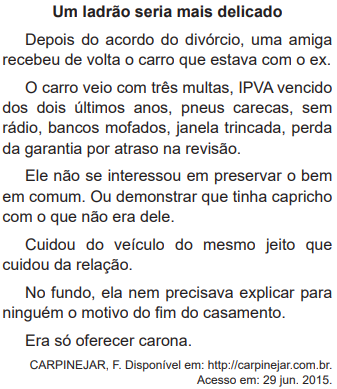 Um ladrão seria mais delicado
Depois do acordo do divórcio, uma amiga
recebeu de volta o carro que estava com o ex.
O carro veio com três multas, IPVA vencido
dos dois últimos anos, pneus carecas, sem
rádio, bancos mofados, janela trincada, perda
da garantia por atraso na revisão.
Ele não se interessou em preservar o bem
em comum. Ou demonstrar que tinha capricho
com o que não era dele.
Cuidou do veículo do mesmo jeito que
cuidou da relação.
No fundo, ela nem precisava explicar para
ninguém o motivo do fim do casamento.
Era só oferecer carona.
CARPINEJAR, F. Disponível em: http://carpinejar.com.br.
Acesso em: 29 jun. 2015.